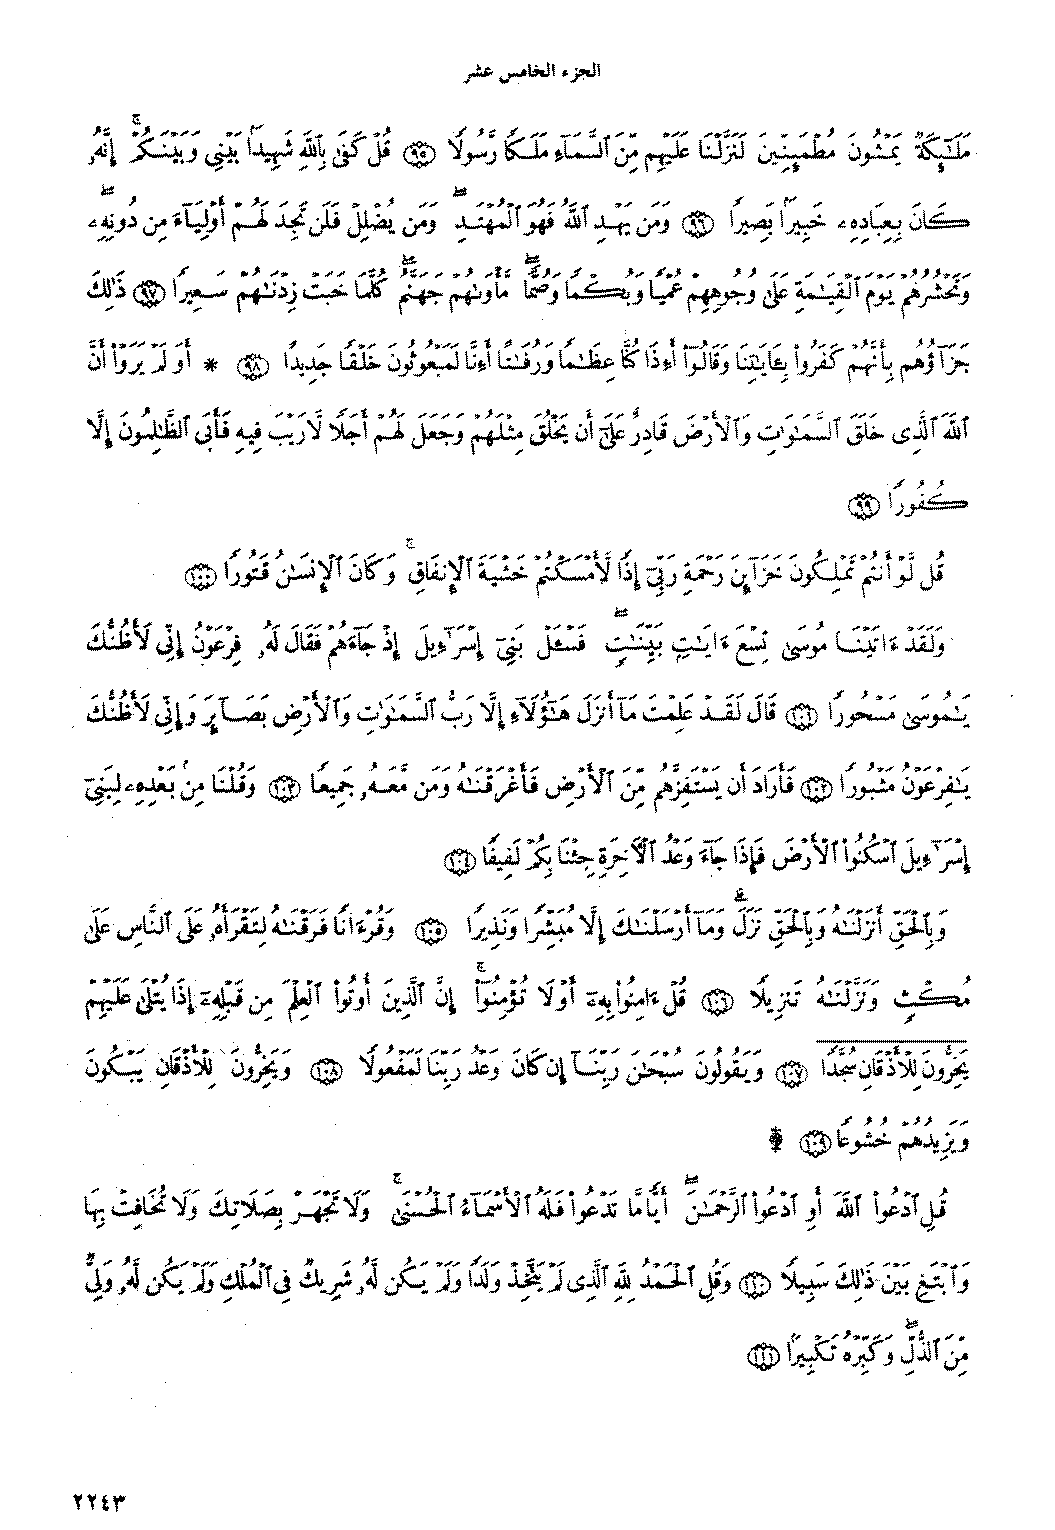 الجزء الخامس عشر
مَلَـٰٓئِكَةٌ يَمْشُونَ مُطْمَئِنِّينَ لَنَزَّلْنَا عَلَيْهِم مِّنَ ٱلسَّمَآءِ مَلَكًا رَّسُولًا ﴿٩٥﴾ قُلْ كَفَىٰ بِٱللَّهِ شَهِيدًۢا بَيْنِى وَبَيْنَكُمْ ۚ إِنَّهُۥ
كَانَ بِعِبَادِهِۦ خَبِيرًۢا بَصِيرًا ﴿٩٦﴾ وَمَن يَهْدِ ٱللَّهُ فَهُوَ ٱلْمُهْتَدِ ۖ وَمَن يُضْلِلْ فَلَن تَجِدَ لَهُمْ أَوْلِيَآءَ مِن دُونِهِۦ ۖ
وَنَحْشُرُهُمْ يَوْمَ ٱلْقِيَـٰمَةِ عَلَىٰ وُجُوهِهِمْ عُمْيًا وَبُكْمًا وَصُمًّا ۖ مَّأْوَىٰهُمْ جَهَنَّمُ ۖ كُلَّمَا خَبَتْ زِدْنَـٰهُمْ سَعِيرًا ﴿٩٧﴾ ذَٰلِكَ
جَزَآؤُهُم بِأَنَّهُمْ كَفَرُوا۟ بِـَٔايَـٰتِنَا وَقَالُوٓا۟ أَءِذَا كُنَّا عِظَـٰمًا وَرُفَـٰتًا أَءِنَّا لَمَبْعُوثُونَ خَلْقًا جَدِيدًا ﴿٩٨﴾ * أَوَلَمْ يَرَوْا۟ أَنَّ
ٱللَّهَ ٱلَّذِى خَلَقَ ٱلسَّمَـٰوَٰتِ وَٱلْأَرْضَ قَادِرٌ عَلَىٰٓ أَن يَخْلُقَ مِثْلَهُمْ وَجَعَلَ لَهُمْ أَجَلًا لَّا رَيْبَ فِيهِ فَأَبَى ٱلظَّـٰلِمُونَ إِلَّا
كُفُورًا ﴿٩٩﴾
قُل لَّوْ أَنتُمْ تَمْلِكُونَ خَزَآئِنَ رَحْمَةِ رَبِّىٓ إِذًا لَّأَمْسَكْتُمْ خَشْيَةَ ٱلْإِنفَاقِ ۚ وَكَانَ ٱلْإِنسَـٰنُ قَتُورًا ﴿١٠٠﴾
وَلَقَدْ ءَاتَيْنَا مُوسَىٰ تِسْعَ ءَايَـٰتٍۭ بَيِّنَـٰتٍ ۖ فَسْـَٔلْ بَنِىٓ إِسْرَٰٓءِيلَ إِذْ جَآءَهُمْ فَقَالَ لَهُۥ فِرْعَوْنُ إِنِّى لَأَظُنُّكَ
يَـٰمُوسَىٰ مَسْحُورًا ﴿١٠١﴾ قَالَ لَقَدْ عَلِمْتَ مَآ أَنزَلَ هَـٰٓؤُلَآءِ إِلَّا رَبُّ ٱلسَّمَـٰوَٰتِ وَٱلْأَرْضِ بَصَآئِرَ وَإِنِّى لَأَظُنُّكَ
يَـٰفِرْعَوْنُ مَثْبُورًا ﴿١٠٢﴾ فَأَرَادَ أَن يَسْتَفِزَّهُم مِّنَ ٱلْأَرْضِ فَأَغْرَقْنَـٰهُ وَمَن مَّعَهُۥ جَمِيعًا ﴿١٠٣﴾ وَقُلْنَا مِنۢ بَعْدِهِۦ لِبَنِىٓ
إِسْرَٰٓءِيلَ ٱسْكُنُوا۟ ٱلْأَرْضَ فَإِذَا جَآءَ وَعْدُ ٱلْـَٔاخِرَةِ جِئْنَا بِكُمْ لَفِيفًا ﴿١٠٤﴾
وَبِٱلْحَقِّ أَنزَلْنَـٰهُ وَبِٱلْحَقِّ نَزَلَ ۗ وَمَآ أَرْسَلْنَـٰكَ إِلَّا مُبَشِّرًا وَنَذِيرًا ﴿١٠٥﴾ وَقُرْءَانًا فَرَقْنَـٰهُ لِتَقْرَأَهُۥ عَلَى ٱلنَّاسِ عَلَىٰ
مُكْثٍ وَنَزَّلْنَـٰهُ تَنزِيلًا ﴿١٠٦﴾ قُلْ ءَامِنُوا۟ بِهِۦٓ أَوْ لَا تُؤْمِنُوٓا۟ ۚ إِنَّ ٱلَّذِينَ أُوتُوا۟ ٱلْعِلْمَ مِن قَبْلِهِۦٓ إِذَا يُتْلَىٰ عَلَيْهِمْ
يَخِرُّونَ لِلْأَذْقَانِ سُجَّدًا ﴿١٠٧﴾ وَيَقُولُونَ سُبْحَـٰنَ رَبِّنَآ إِن كَانَ وَعْدُ رَبِّنَا لَمَفْعُولًا ﴿١٠٨﴾ وَيَخِرُّونَ لِلْأَذْقَانِ يَبْكُونَ
وَيَزِيدُهُمْ خُشُوعًا ﴿١٠٩﴾ ۩
قُلِ ٱدْعُوا۟ ٱللَّهَ أَوِ ٱدْعُوا۟ ٱلرَّحْمَـٰنَ ۖ أَيًّا مَّا تَدْعُوا۟ فَلَهُ ٱلْأَسْمَآءُ ٱلْحُسْنَىٰ ۚ وَلَا تَجْهَرْ بِصَلَاتِكَ وَلَا تُخَافِتْ بِهَا
وَٱبْتَغِ بَيْنَ ذَٰلِكَ سَبِيلًا ﴿١١٠﴾ وَقُلِ ٱلْحَمْدُ لِلَّهِ ٱلَّذِى لَمْ يَتَّخِذْ وَلَدًا وَلَمْ يَكُن لَّهُۥ شَرِيكٌ فِى ٱلْمُلْكِ وَلَمْ يَكُن لَّهُۥ وَلِىٌّ
مِّنَ ٱلذُّلِّ ۖ وَكَبِّرْهُ تَكْبِيرًۢا ﴿١١١﴾
٢٢٤٣